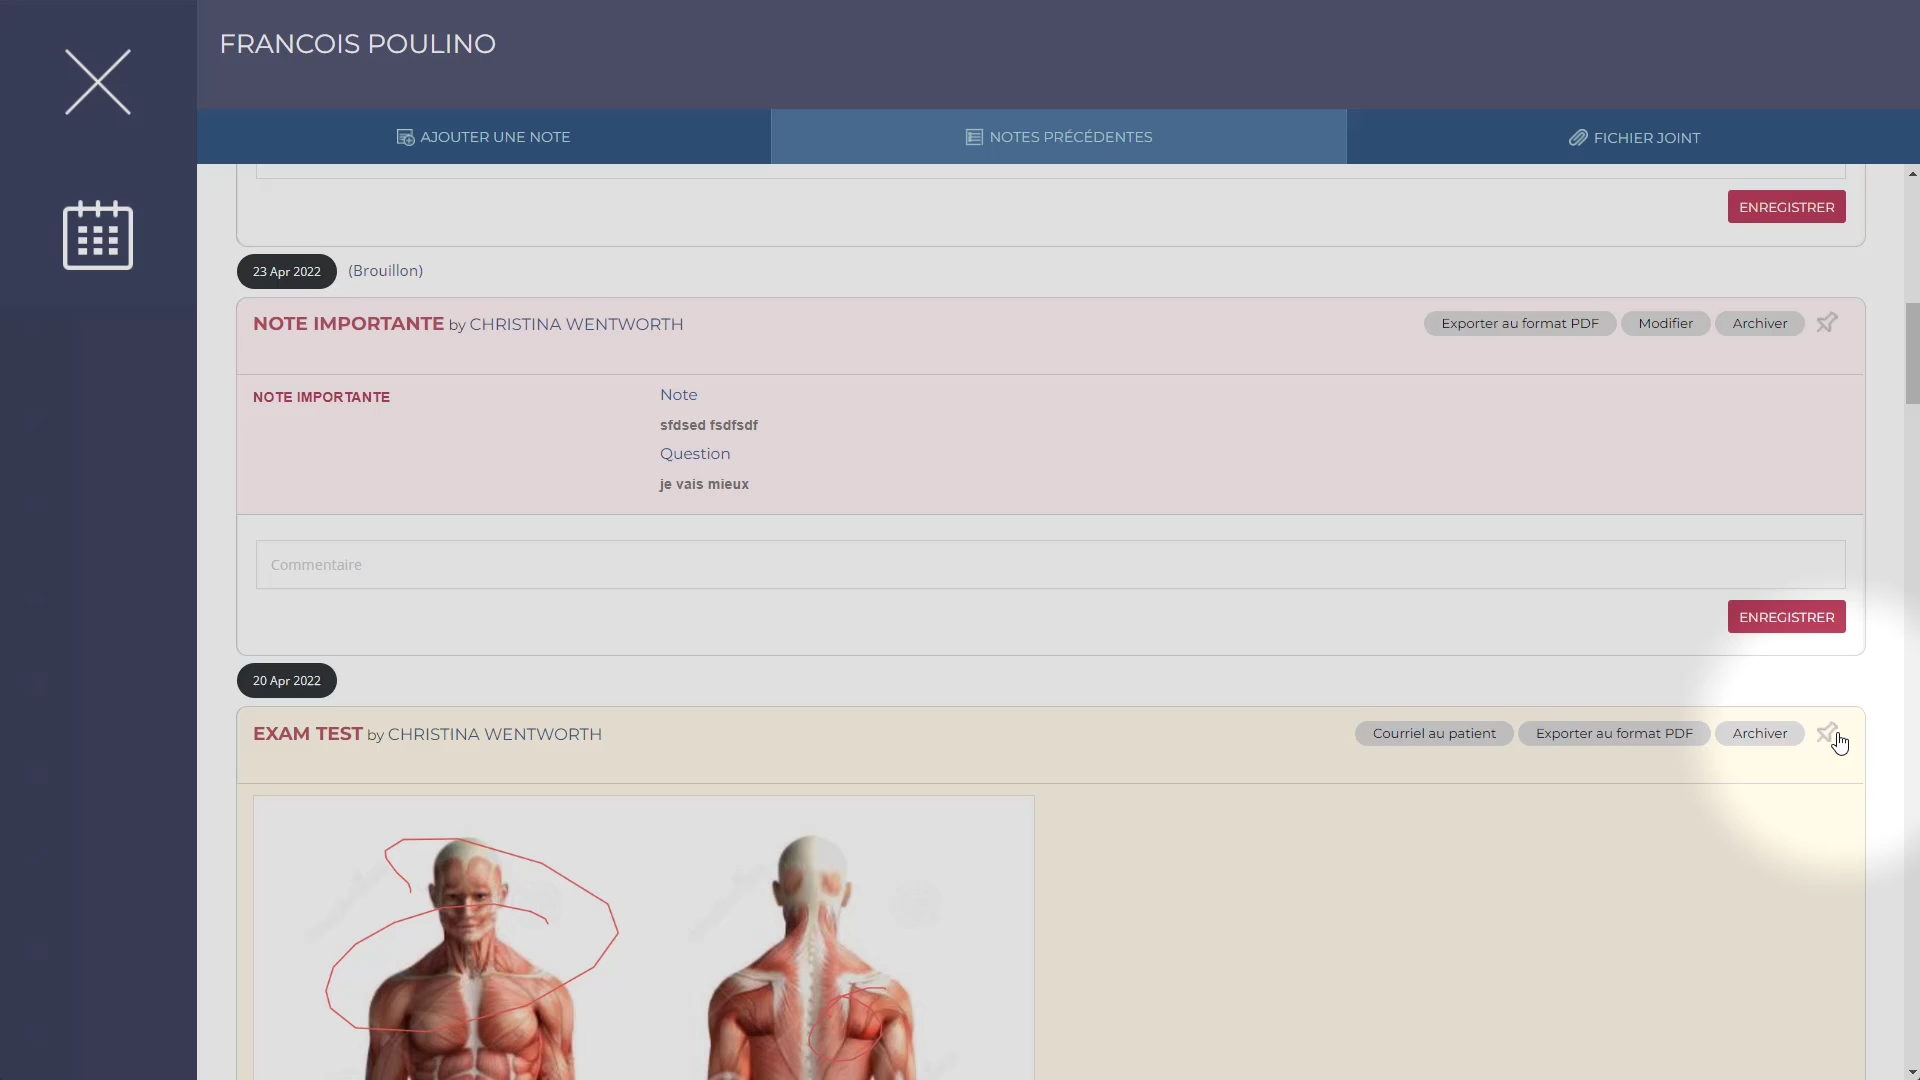 FRANCOIS POULINO
AJOUTER UNE NOTE
NOTES PRÉCÉDENTES
FICHIER JOINT
ENREGISTRER
23 Apr 2022 (Brouillon)
NOTE IMPORTANTE by CHRISTINA WENTWORTH
Exporter au format PDF
Modifier
Archiver
NOTE IMPORTANTE
Note
sfdsed fsdfsdf
Question
je vais mieux
Commentaire
ENREGISTRER
20 Apr 2022
EXAM TEST by CHRISTINA WENTWORTH
Courriel au patient
Exporter au format PDF
Archiver